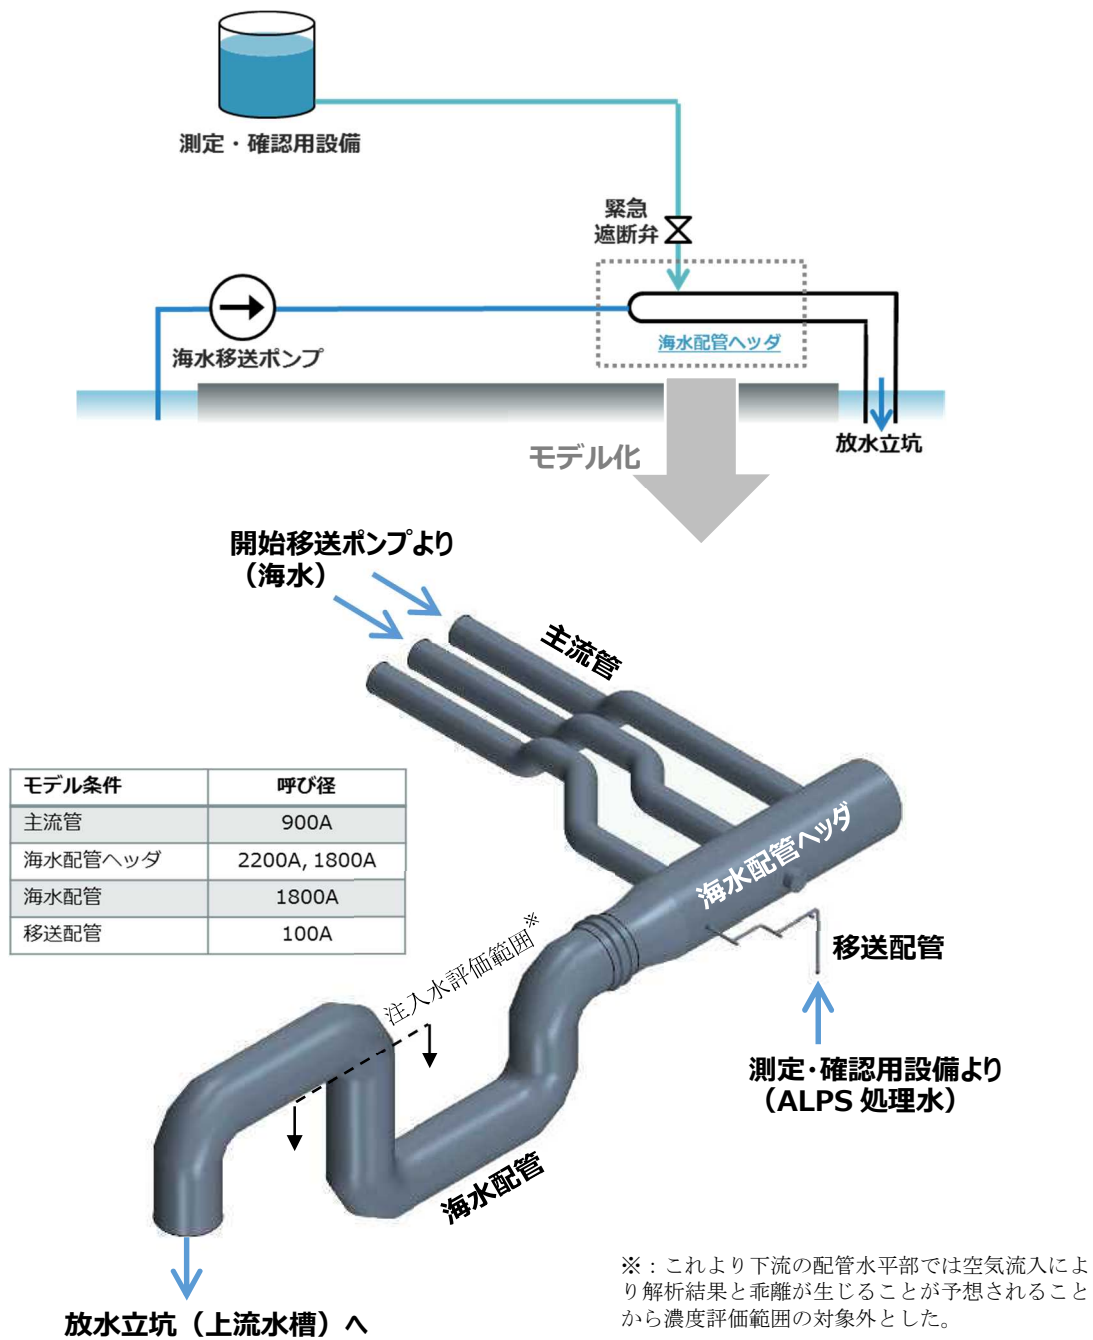 測定・確認用設備
緊急
遮断弁
海水配管ヘッダ
海水移送ポンプ
放水立坑
モデル化
開始移送ポンプより
（海水）
主流管
モデル条件 呼び径
主流管 900A
海水配管ヘッダ 2200A, 1800A
海水配管 1800A
移送配管 100A
海水配管ヘッダ
注入水評価範囲※
移送配管
測定・確認用設備より
（ALPS 処理水）
海水配管
放水立坑（上流水槽）へ
※：これより下流の配管水平部では空気流入によ
り解析結果と乖離が生じることが予想されること
から濃度評価範囲の対象外とした。